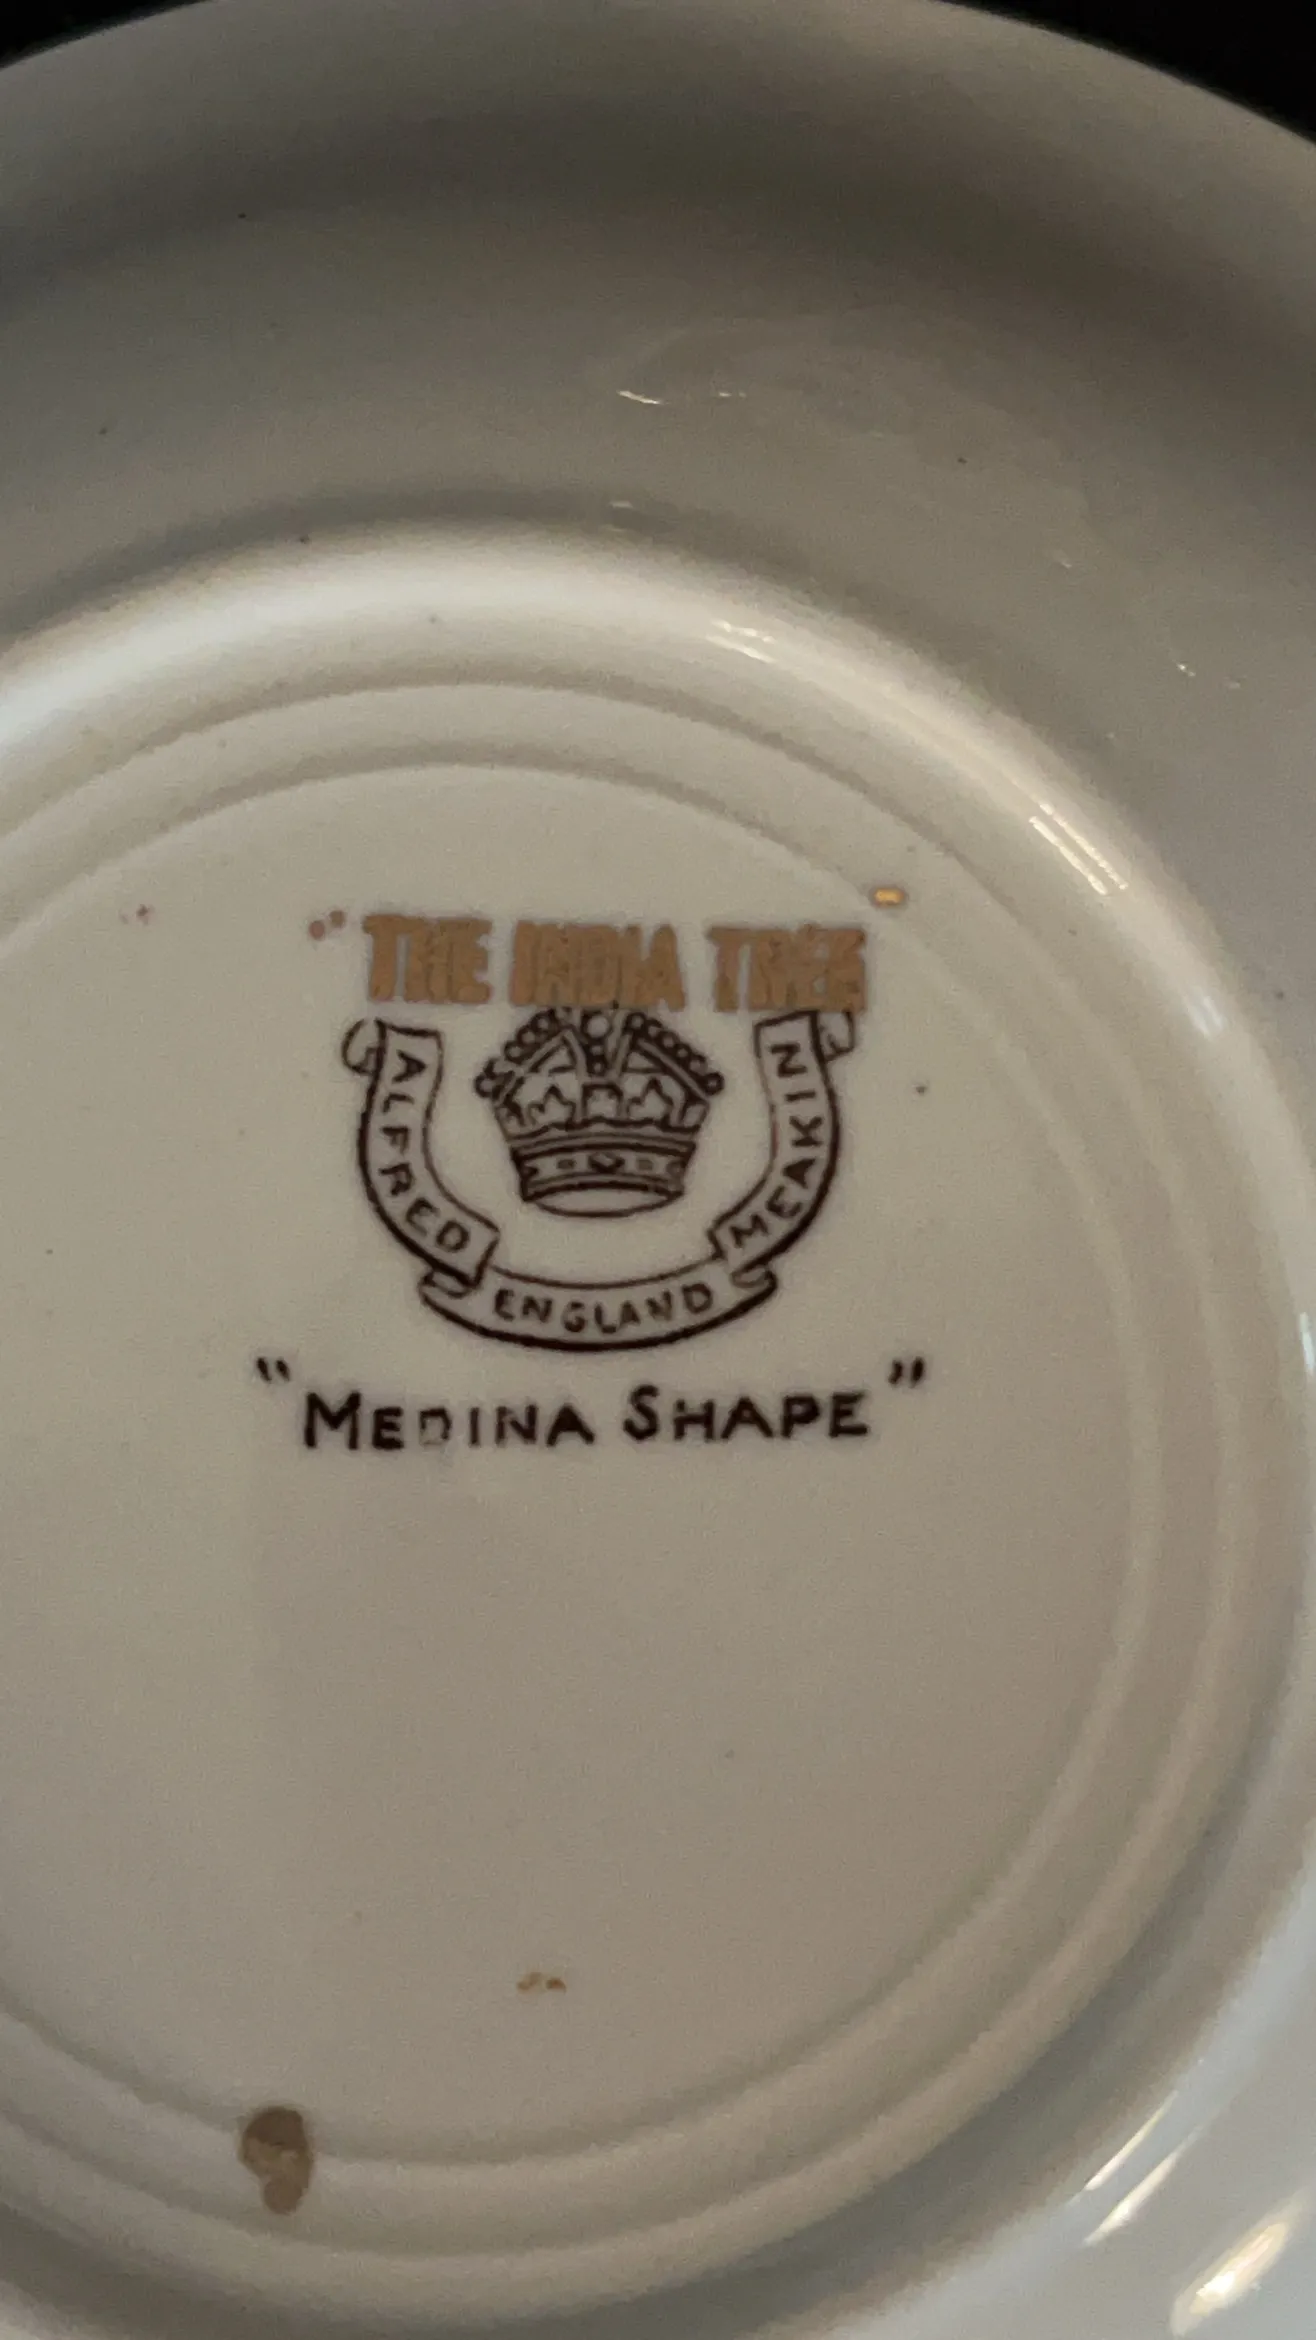 "THE INDIA TREE
ALFRED MEAKIN
ENGLAND
"MEDINA SHAPE"